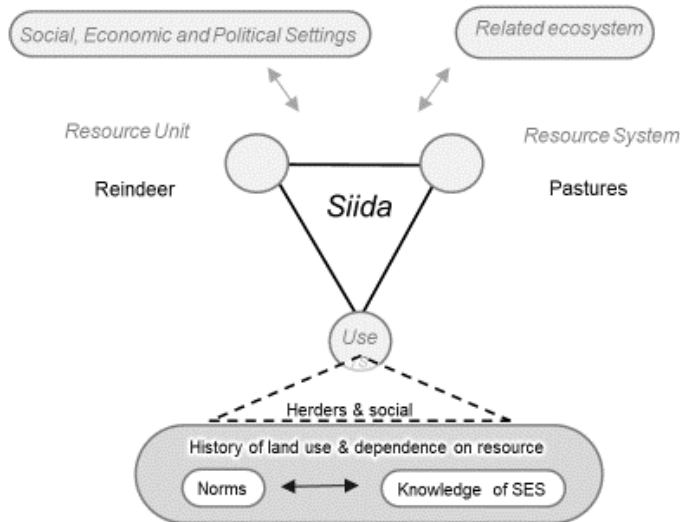 Social, Economic and Political Settings
Related ecosystem
Resource Unit
Resource System
Reindeer
Pastures
Siida
Use
rs
Herders & social
History of land use & dependence on resource
Norms
Knowledge of SES